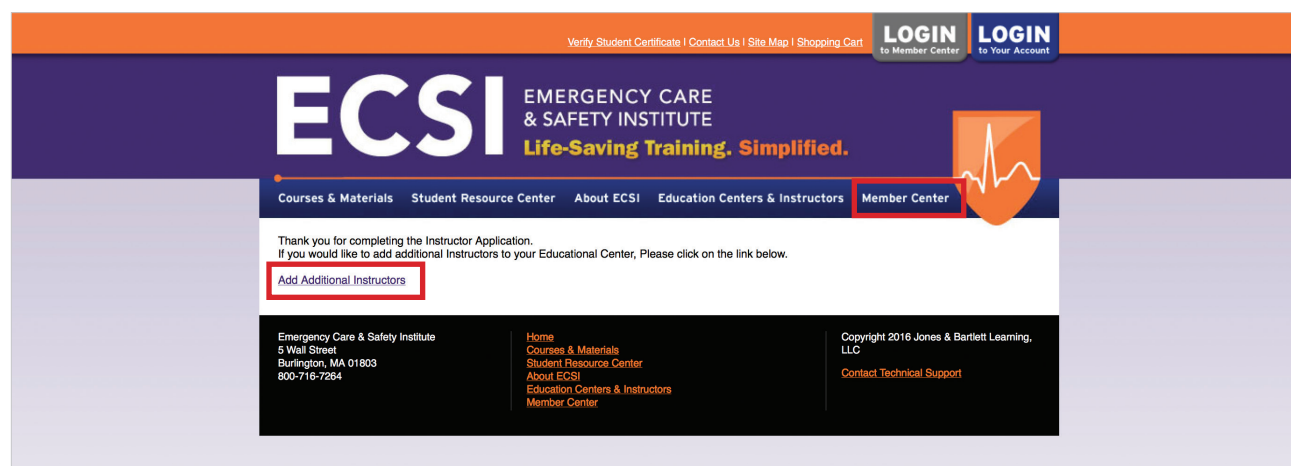 Verify Student Certificate | Contact Us | Site Map | Shopping Cart
LOGIN
to Member Center
LOGIN
to Your Account
ECSI
EMERGENCY CARE
& SAFETY INSTITUTE
Life-Saving Training. Simplified.
Courses & Materials Student Resource Center About ECSI Education Centers & Instructors Member Center
Thank you for completing the Instructor Application.
If you would like to add additional Instructors to your Educational Center, Please click on the link below.
Add Additional Instructors
Emergency Care & Safety Institute
5 Wall Street
Burlington, MA 01803
800-716-7264
Home
Courses & Materials
Student Resource Center
About ECSI
Education Centers & Instructors
Member Center
Copyright 2016 Jones & Bartlett Learning,
LLC
Contact Technical Support